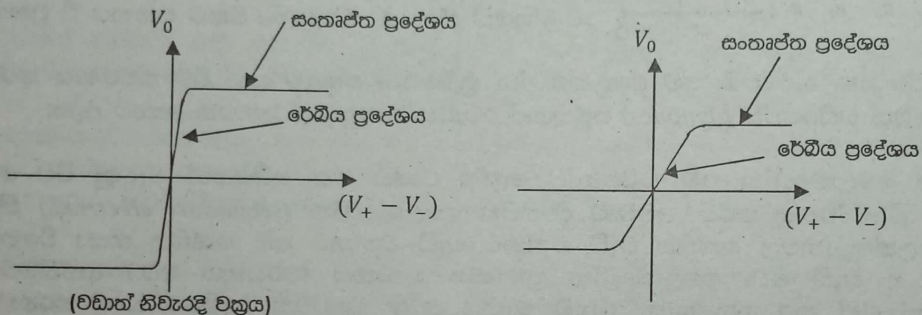 V₀
සංතෘප්ත ප්‍රදේශය
රේඛීය ප්‍රදේශය
(V₊ − V₋)
(වඩාත් නිවැරදි වක්‍රය)
V₀
සංතෘප්ත ප්‍රදේශය
රේඛීය ප්‍රදේශය
(V₊ − V₋)